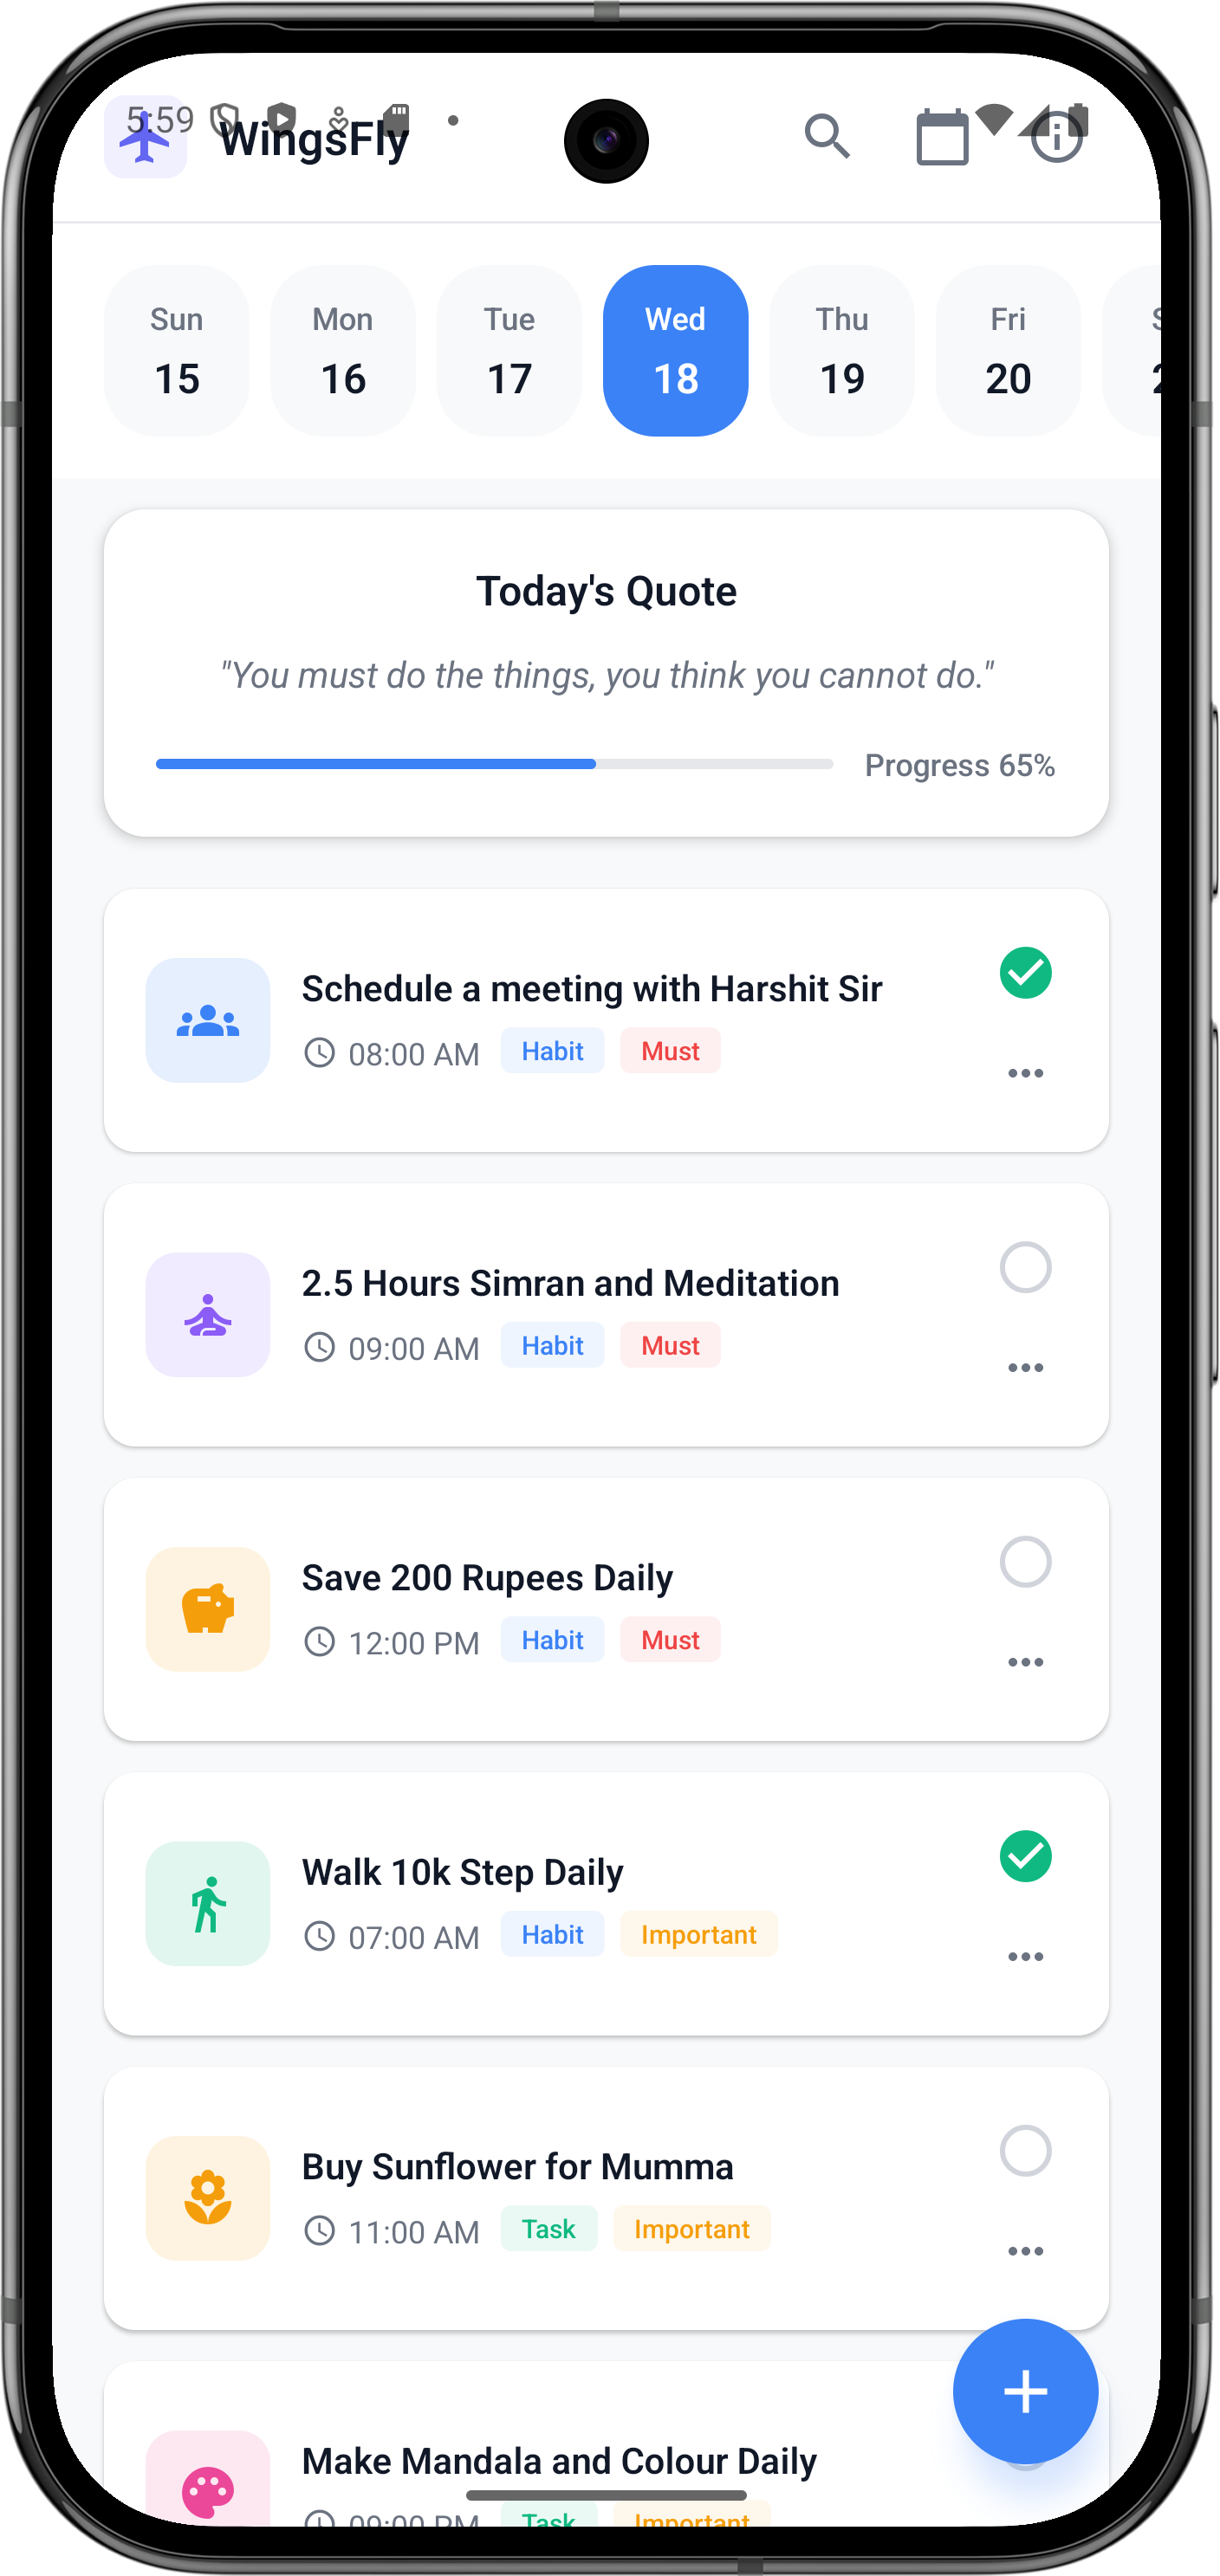 5:59
WingsFly
Sun Mon Tue Wed Thu Fri
15 16 17 18 19 20
Today's Quote
"You must do the things, you think you cannot do."
Progress 65%
Schedule a meeting with Harshit Sir
08:00 AM Habit Must
2.5 Hours Simran and Meditation
09:00 AM Habit Must
Save 200 Rupees Daily
12:00 PM Habit Must
Walk 10k Step Daily
07:00 AM Habit Important
Buy Sunflower for Mumma
11:00 AM Task Important
Make Mandala and Colour Daily
09:00 PM Task Important